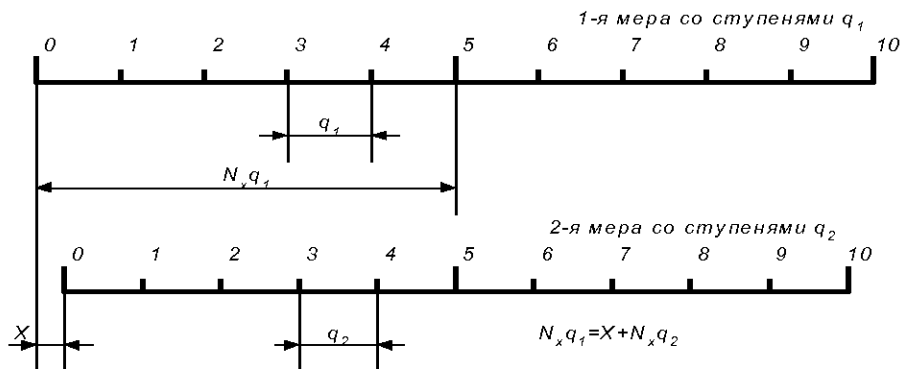 1-я мера со ступенями q₁
0 1 2 3 4 5 6 7 8 9 10
q₁
Nₓq₁
2-я мера со ступенями q₂
0 1 2 3 4 5 6 7 8 9 10
X
q₂
Nₓq₁=X+Nₓq₂